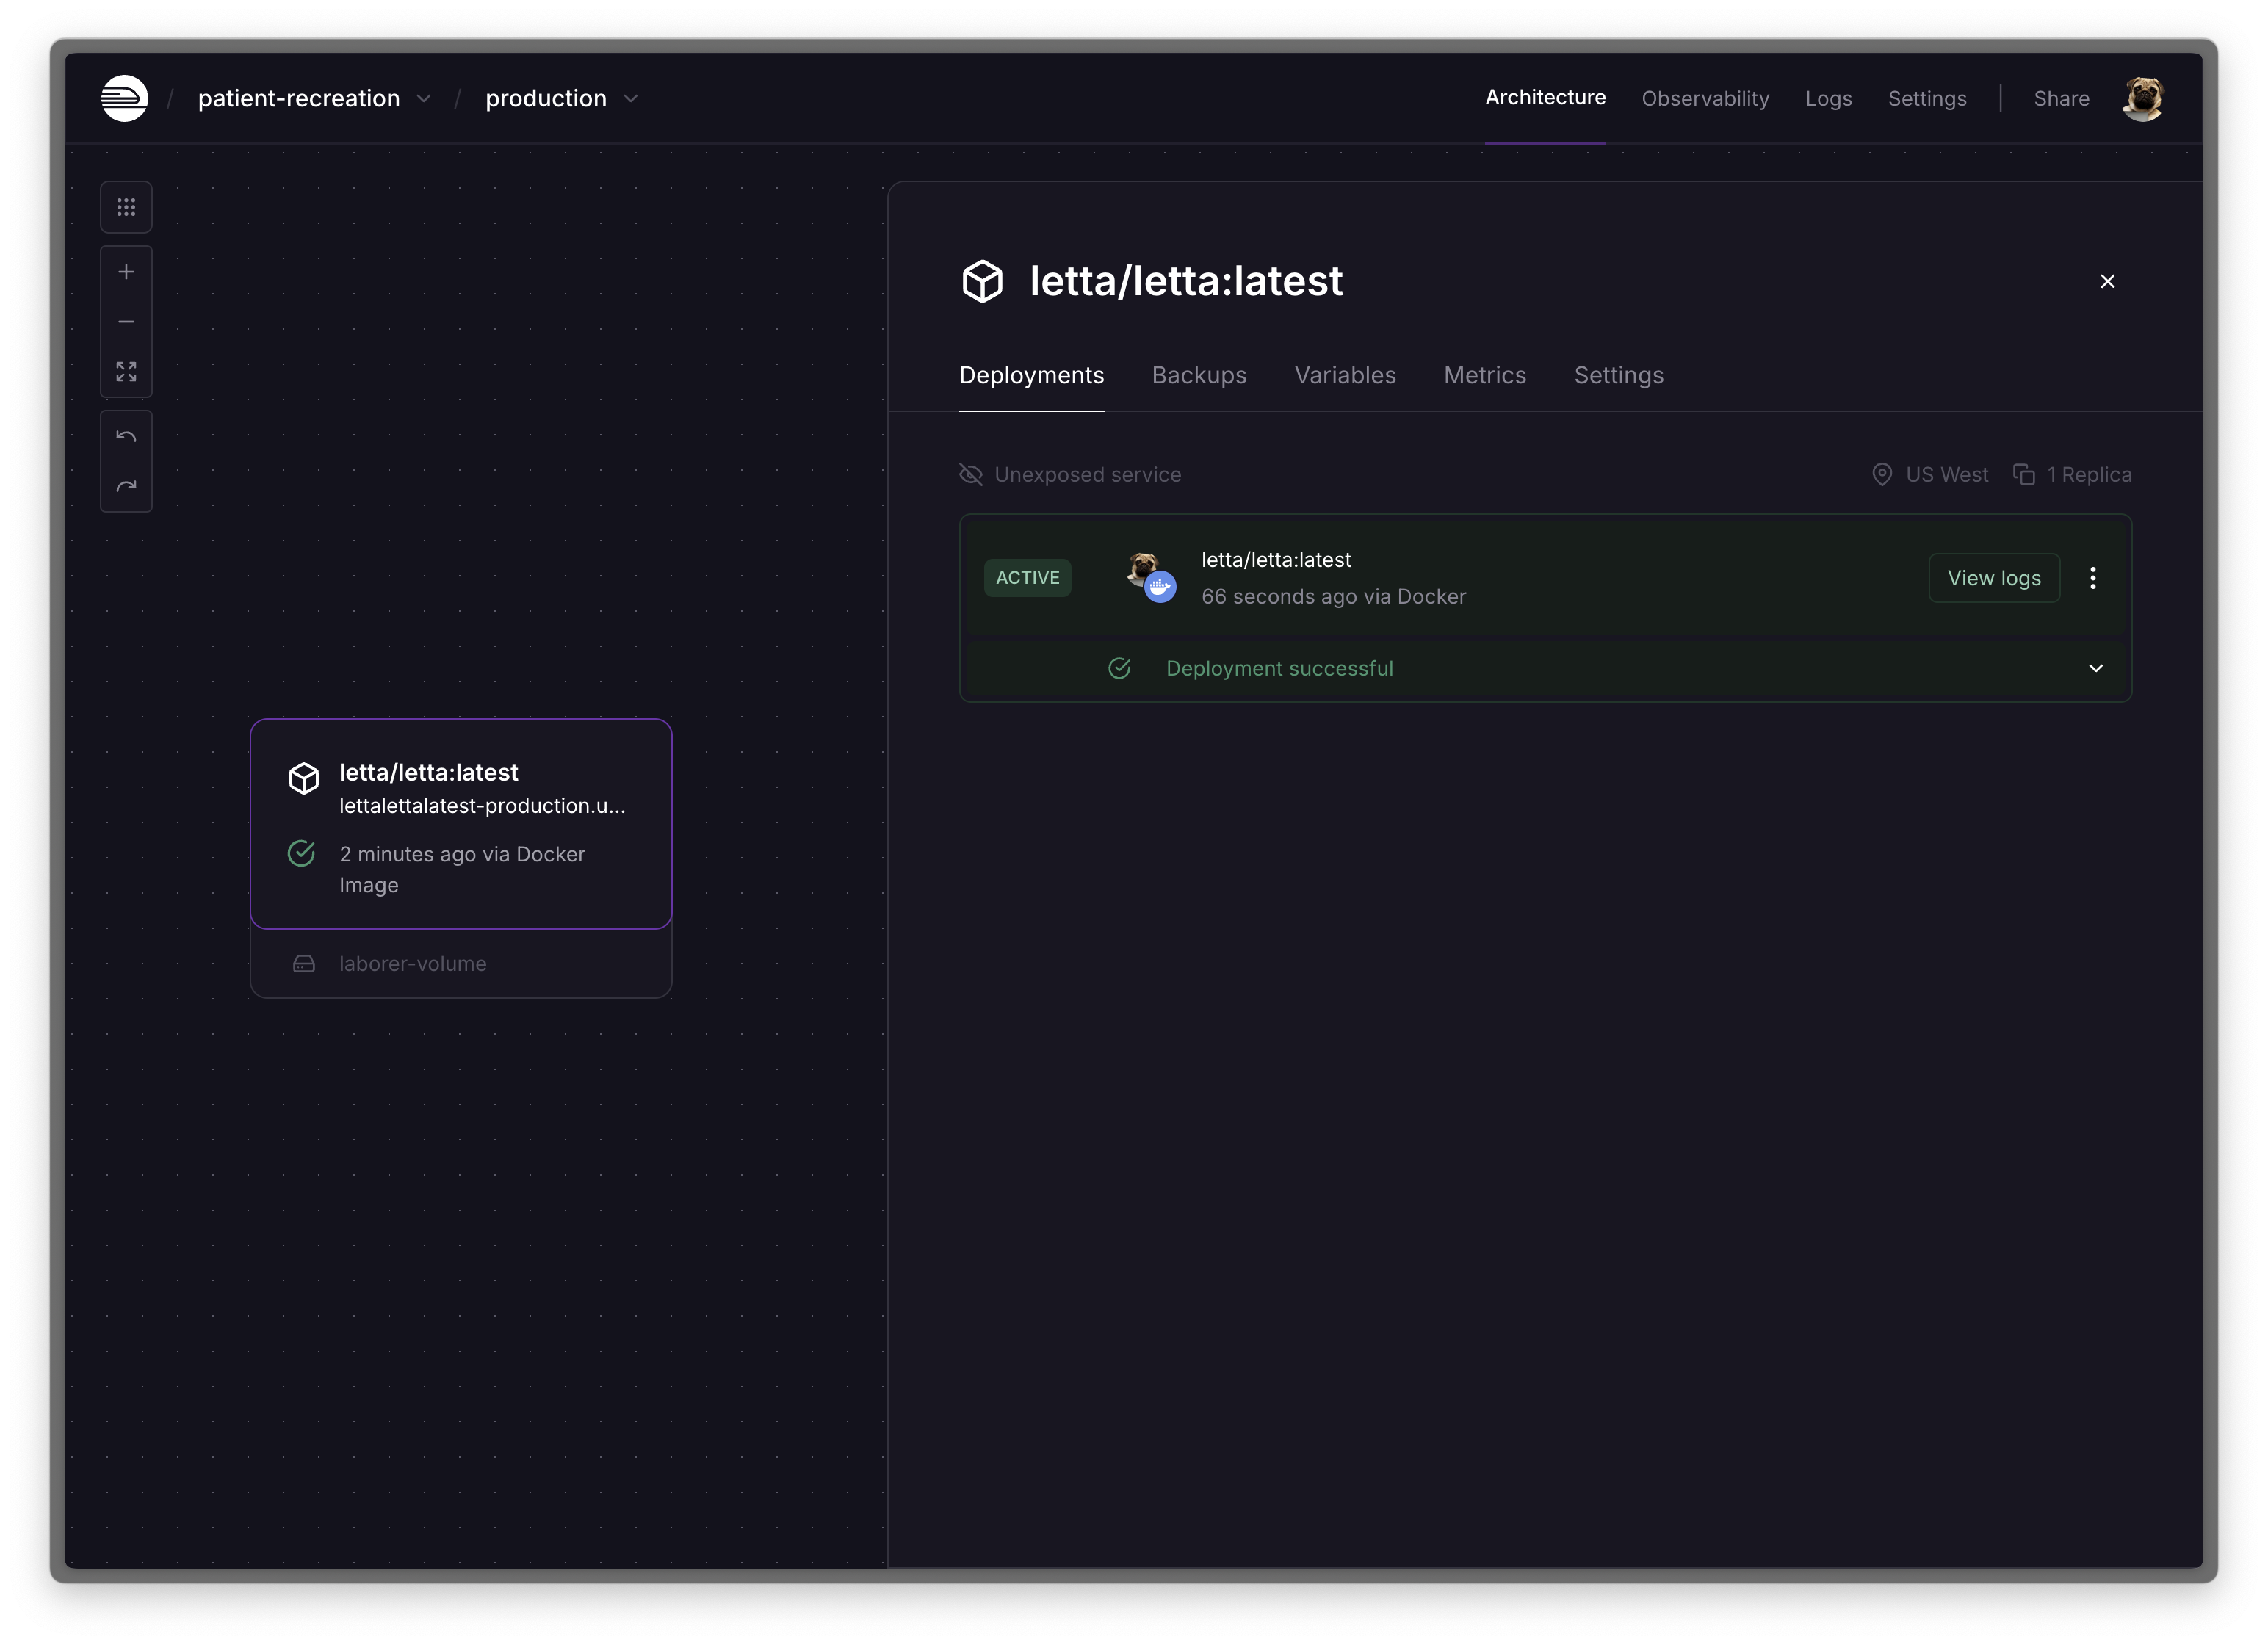 / patient-recreation / production
Architecture Observability Logs Settings Share
letta/letta:latest
Deployments Backups Variables Metrics Settings
Unexposed service
US West 1 Replica
ACTIVE
letta/letta:latest
66 seconds ago via Docker
View logs
Deployment successful
letta/letta:latest
lettalettalatest-production.u...
2 minutes ago via Docker
Image
laborer-volume